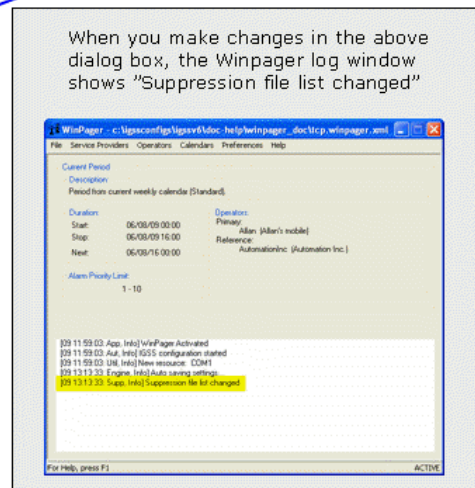 When you make changes in the above
dialog box, the Winpager log window
shows "Suppression file list changed"
WinPager - c:\igssconfigs\igssv6\doc-help\winpager_doc\tcp.winpager.xml
File Service Providers Operators Calendars Preferences Help
Current Period
Description:
Period from current weekly calendar (Standard).
Duration: Operators:
Start: 06/08/09 00:00 Primary:
Allan (Allan's mobile)
Stop: 06/08/09 16:00 Reference:
AutomationInc. (Automation Inc.)
Next: 06/08/16 00:00
Alarm Priority Limit:
1 - 10
[09 11:59:03: App, Info] WinPager Activated
[09 11:59:03: Aut, Info] IGSS configuration started
[09 11:59:03: Util, Info] New resource: COM1
[09 13:13:33: Engine, Info] Auto saving settings...
[09 13:13:33: Supp, Info] Suppression file list changed
For Help, press F1 ACTIVE